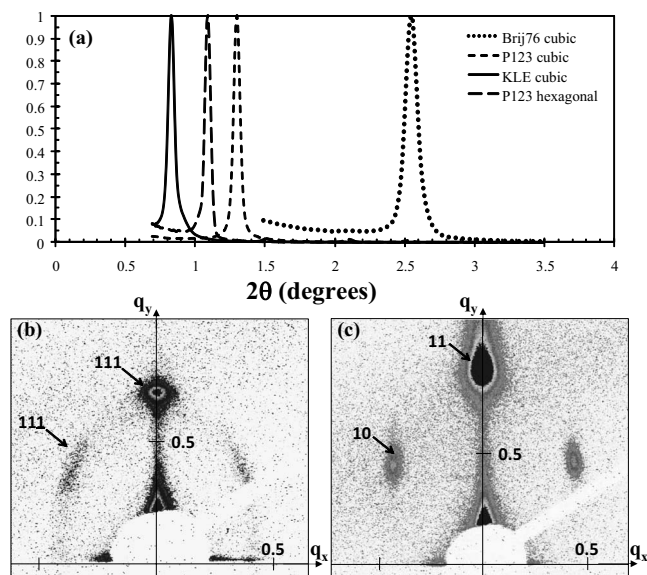 1
0.9
0.8
0.7
0.6
0.5
0.4
0.3
0.2
0.1
0
(a)
Brij76 cubic
P123 cubic
KLE cubic
P123 hexagonal
0 0.5 1 1.5 2 2.5 3 3.5 4
2θ (degrees)
(b)
qy
111
111
0.5
0.5
qx
(c)
qy
11
10
0.5
0.5
qx